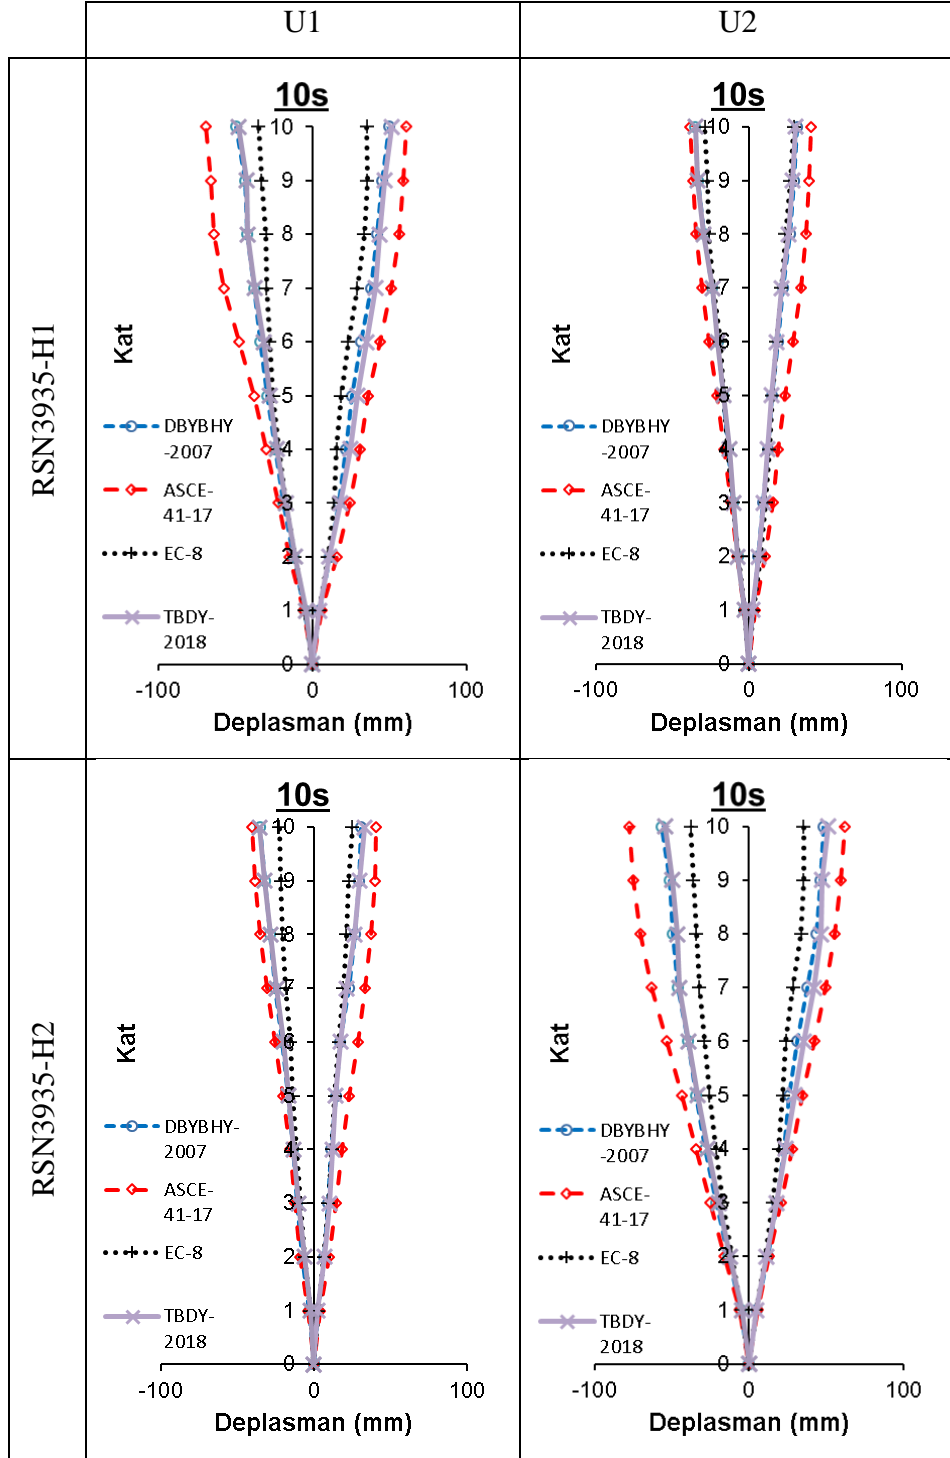 U1
U2
RSN3935-H1
10s
Kat
10
9
8
7
6
5
4
3
2
1
0
DBYBHY
-2007
ASCE-
41-17
EC-8
TBDY-
2018
-100
0
100
Deplasman (mm)
10s
Kat
10
9
8
7
6
5
4
3
2
1
0
DBYBHY
-2007
ASCE-
41-17
EC-8
TBDY-
2018
-100
0
100
Deplasman (mm)
RSN3935-H2
10s
Kat
10
9
8
7
6
5
4
3
2
1
0
DBYBHY-
2007
ASCE-
41-17
EC-8
TBDY-
2018
-100
0
100
Deplasman (mm)
10s
Kat
10
9
8
7
6
5
4
3
2
1
0
DBYBHY
-2007
ASCE-
41-17
EC-8
TBDY-
2018
-100
0
100
Deplasman (mm)